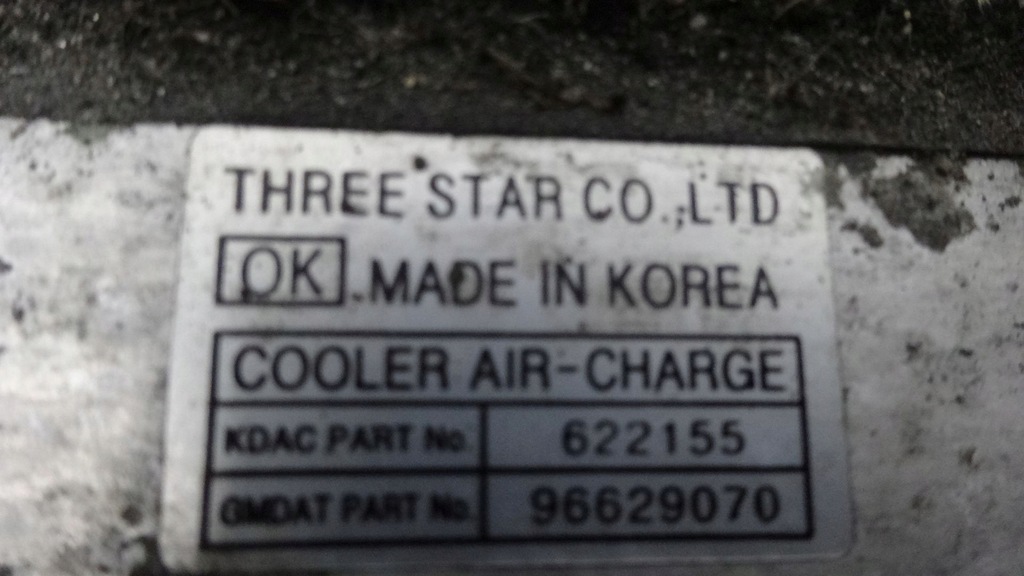 THREE STAR CO.,LTD
OK MADE IN KOREA
COOLER AIR-CHARGE
KDAC PART No. 622155
GMDAT PART No. 96629070